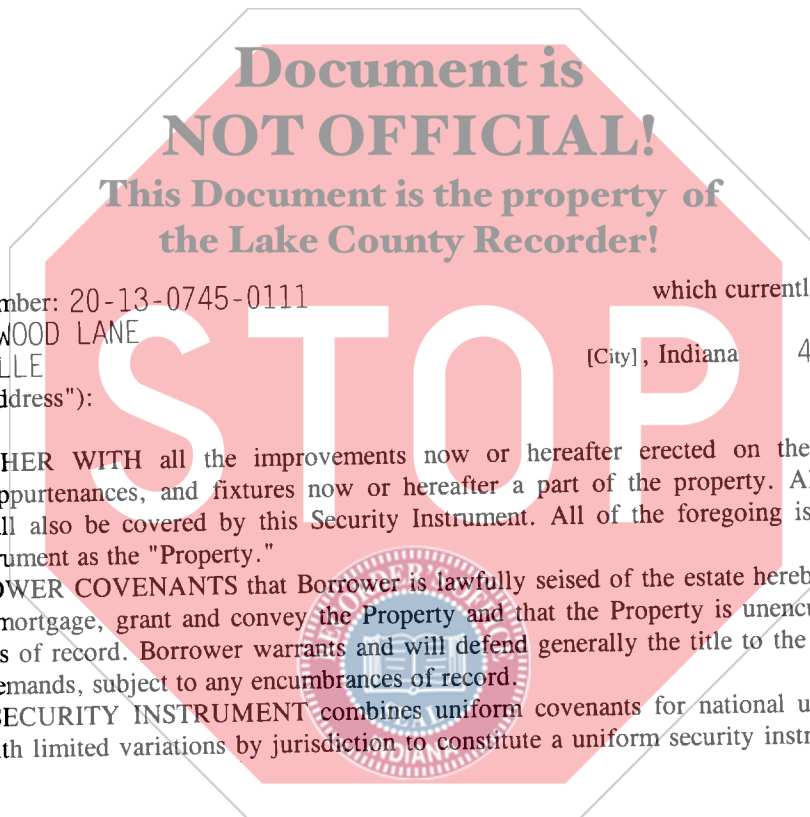 Document is
NOT OFFICIAL!
This Document is the property of
the Lake County Recorder!
mber: 20-13-0745-0111 which currentl
WOOD LANE
LLE [City], Indiana 4
ddress"):
HER WITH all the improvements now or hereafter erected on the
ppurtenances, and fixtures now or hereafter a part of the property. A
ll also be covered by this Security Instrument. All of the foregoing is
rument as the "Property."
OWER COVENANTS that Borrower is lawfully seised of the estate hereb
mortgage, grant and convey the Property and that the Property is unencu
s of record. Borrower warrants and will defend generally the title to the
emands, subject to any encumbrances of record.
SECURITY INSTRUMENT combines uniform covenants for national u
th limited variations by jurisdiction to constitute a uniform security instr
STOP
RECORDER'S OFFICE
SEAL
INDIANA